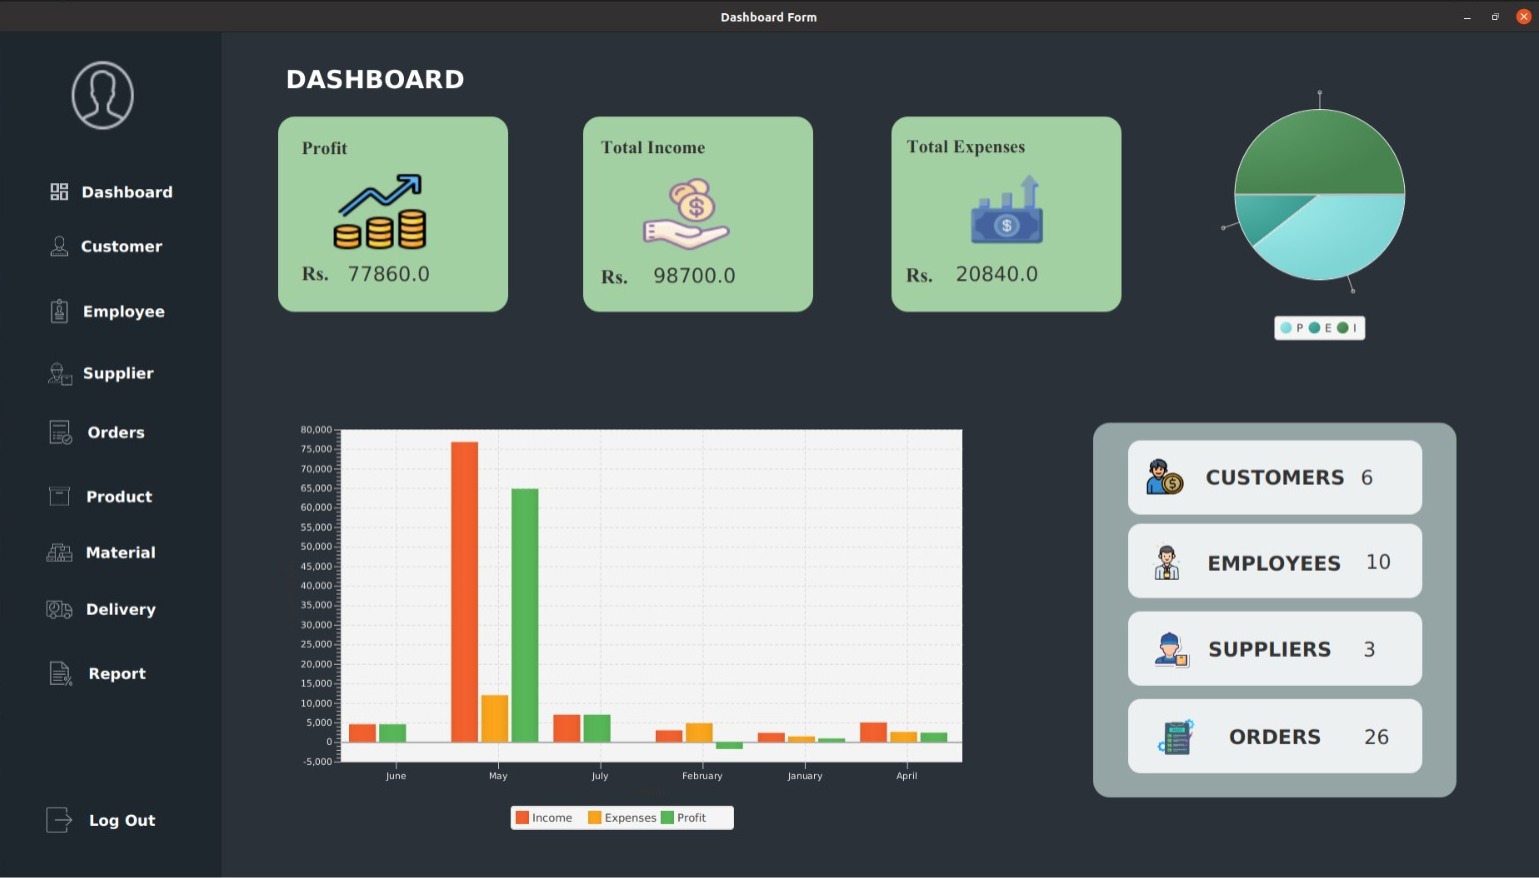 Dashboard Form
DASHBOARD
Dashboard
Customer
Employee
Supplier
Orders
Product
Material
Delivery
Report
Log Out
Profit
Rs. 77860.0
Total Income
Rs. 98700.0
Total Expenses
Rs. 20840.0
P E I
80,000
75,000
70,000
65,000
60,000
55,000
50,000
45,000
40,000
35,000
30,000
25,000
20,000
15,000
10,000
5,000
0
-5,000
June May July February January April
Income Expenses Profit
CUSTOMERS 6
EMPLOYEES 10
SUPPLIERS 3
ORDERS 26